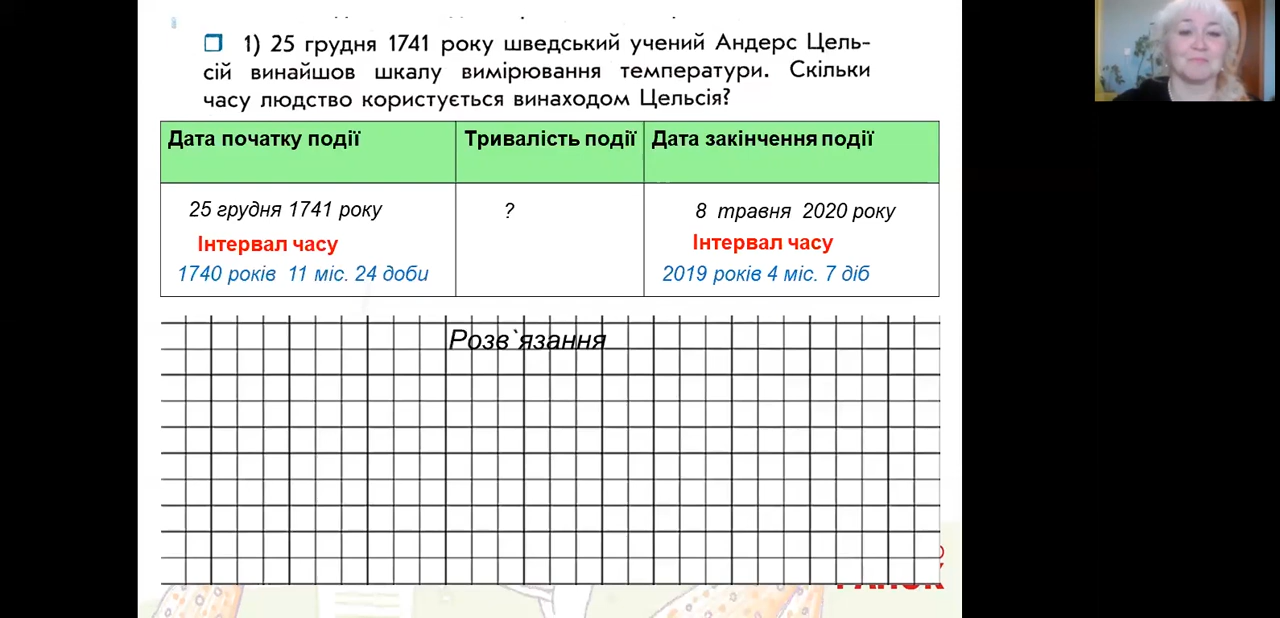 ❒ 1) 25 грудня 1741 року шведський учений Андерс Цель-
сій винайшов шкалу вимірювання температури. Скільки
часу людство користується винаходом Цельсія?
Дата початку події Тривалість події Дата закінчення події
25 грудня 1741 року ? 8 травня 2020 року
Інтервал часу Інтервал часу
1740 років 11 міс. 24 доби 2019 років 4 міс. 7 діб
Розв`язання